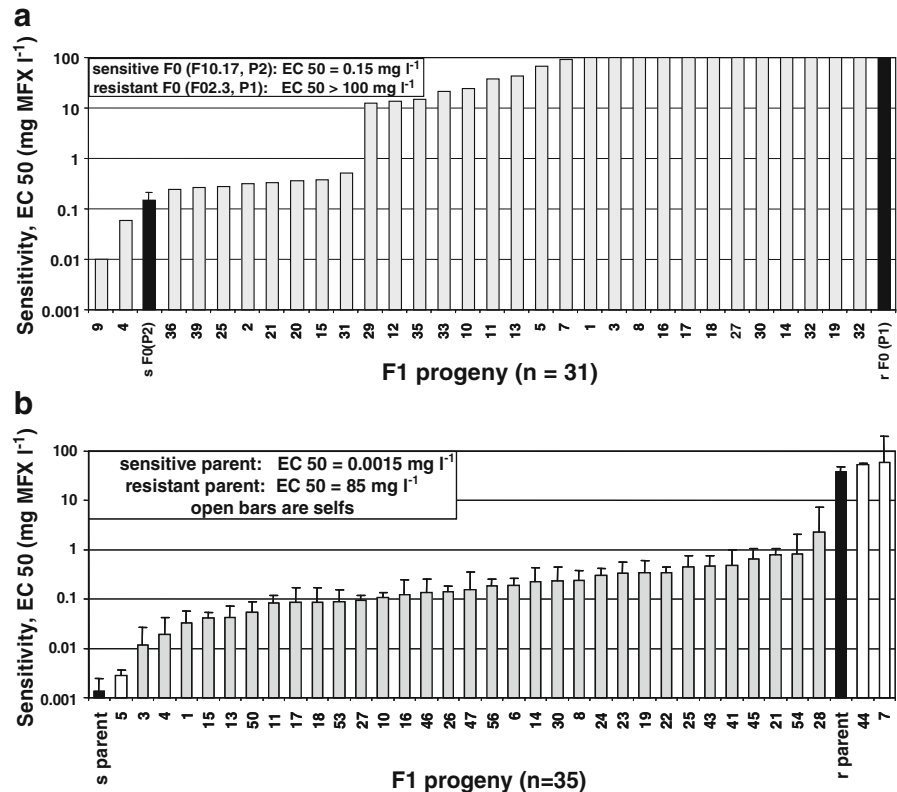 a
sensitive F0 (F10.17, P2): EC 50 = 0.15 mg l-1
resistant F0 (F02.3, P1): EC 50 > 100 mg l-1
Sensitivity, EC 50 (mg MFX l-1)
100
10
1
0.1
0.01
0.001
9 4 s F0(P2) 36 39 25 2 21 20 15 31 29 12 35 33 10 11 13 5 7 1 3 8 16 17 18 27 30 14 32 19 32 r F0 (P1)
F1 progeny (n = 31)
b
sensitive parent: EC 50 = 0.0015 mg l-1
resistant parent: EC 50 = 85 mg l-1
open bars are selfs
Sensitivity, EC 50 (mg MFX l-1)
100
10
1
0.1
0.01
0.001
s parent 5 3 4 1 15 13 50 11 17 18 53 27 10 16 46 26 47 56 6 14 30 8 24 23 19 22 25 43 41 45 21 54 28 r parent 44 7
F1 progeny (n=35)